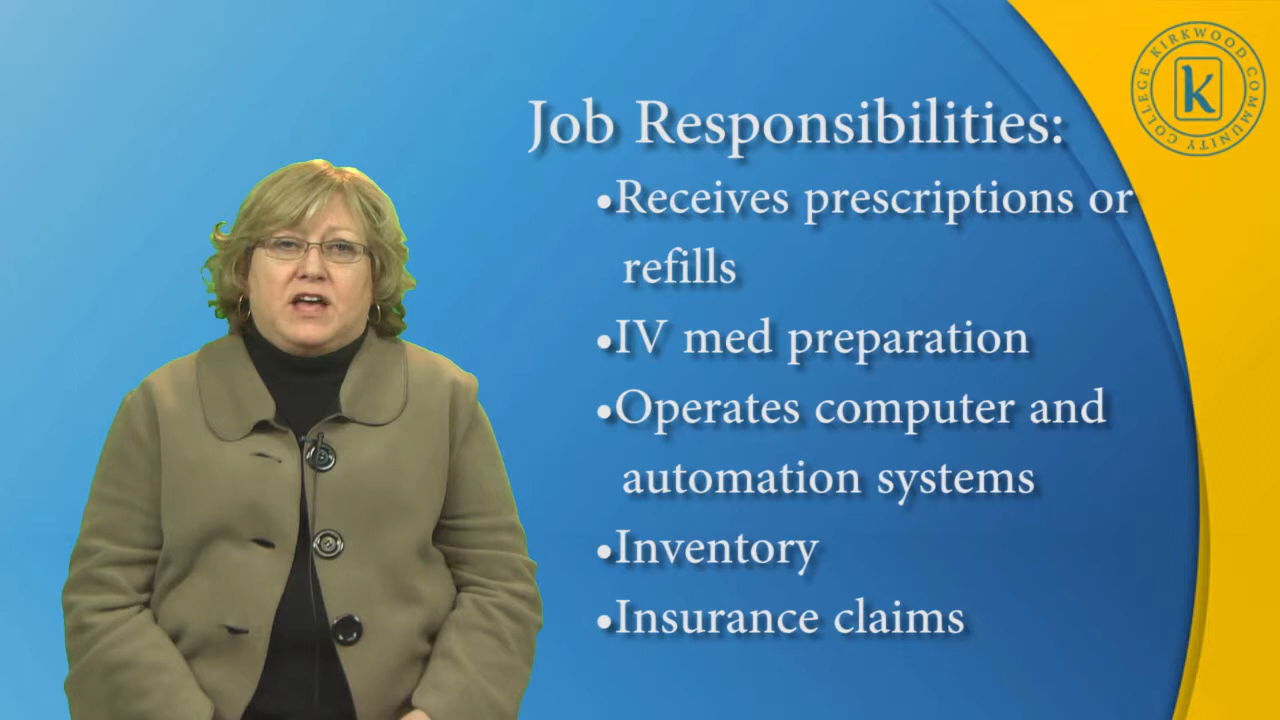 Job Responsibilities:
•Receives prescriptions or
refills
•IV med preparation
•Operates computer and
automation systems
•Inventory
•Insurance claims
KIRKWOOD COMMUNITY COLLEGE
k